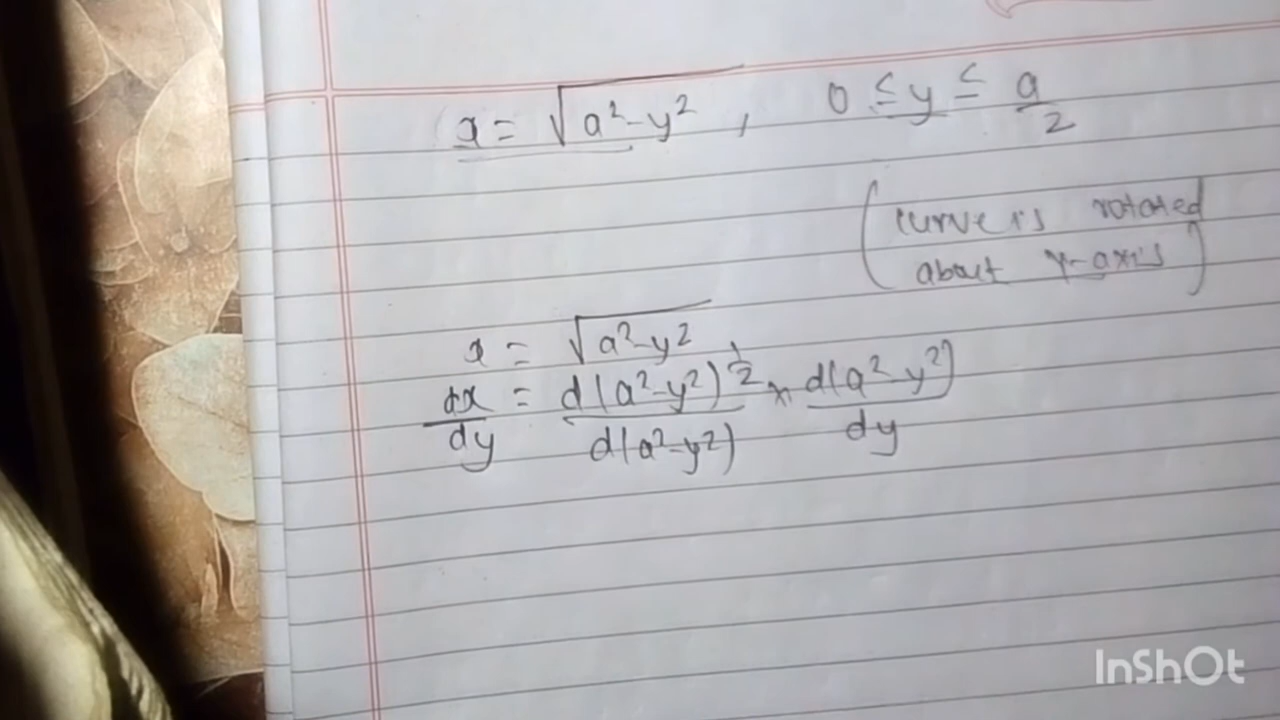 x = √(a² - y²) , 0 ≤ y ≤ a/2
(curve is rotated
about y-axis)
x = √(a² - y²)
dx/dy = d(a² - y²)^(1/2)/d(a² - y²) × d(a² - y²)/dy
InShOt